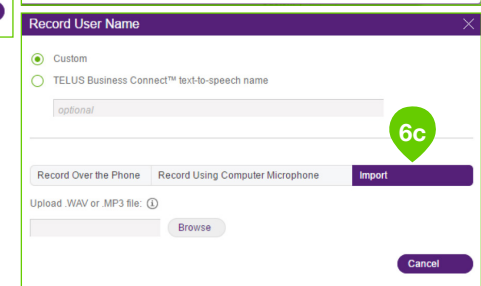 Record User Name
Custom
TELUS Business Connect™ text-to-speech name
optional
6c
Record Over the Phone Record Using Computer Microphone Import
Upload .WAV or .MP3 file:
Browse
Cancel